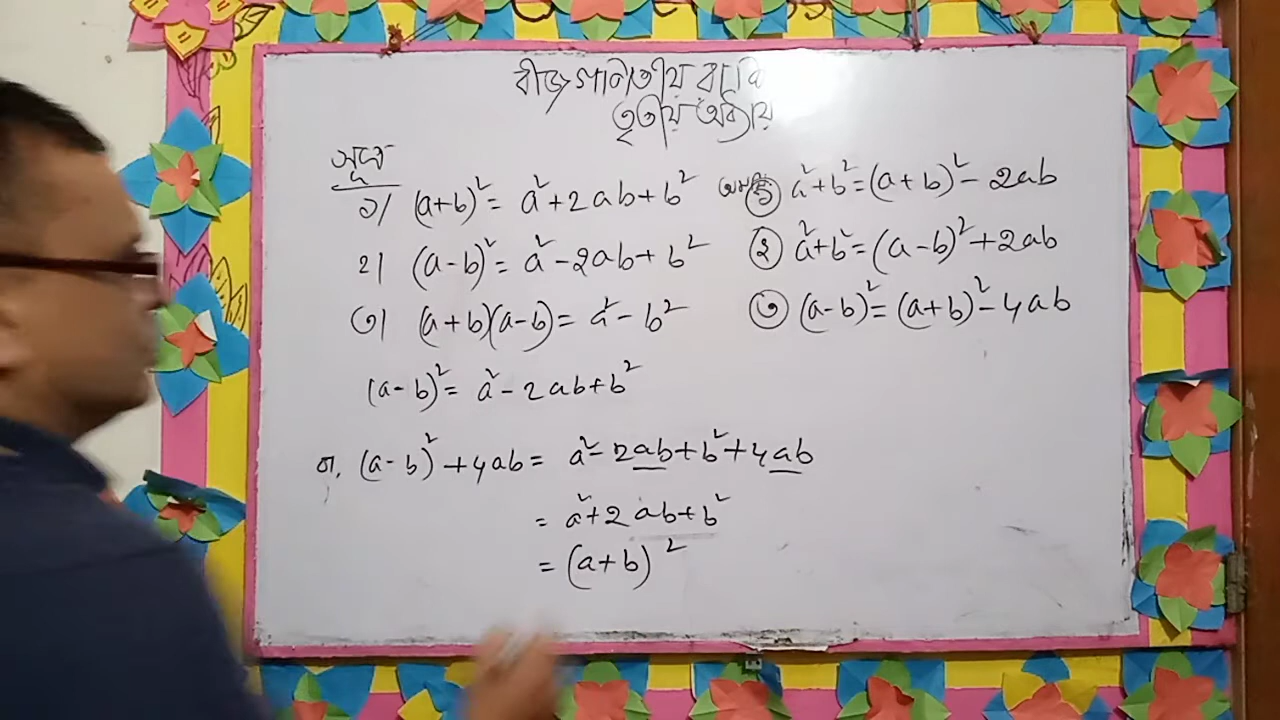 বীজগানিতীয় রাশি
তৃতীয় অধ্যায়
সূত্র
১। (a+b)² = a²+2ab+b²
২। (a-b)² = a²-2ab+b²
৩। (a+b)(a-b) = a²-b²
① a²+b² = (a+b)²-2ab
② a²+b² = (a-b)²+2ab
③ (a-b)² = (a+b)²-4ab
(a-b)² = a²-2ab+b²
বা, (a-b)²+4ab = a²-2ab+b²+4ab
= a²+2ab+b²
= (a+b)²